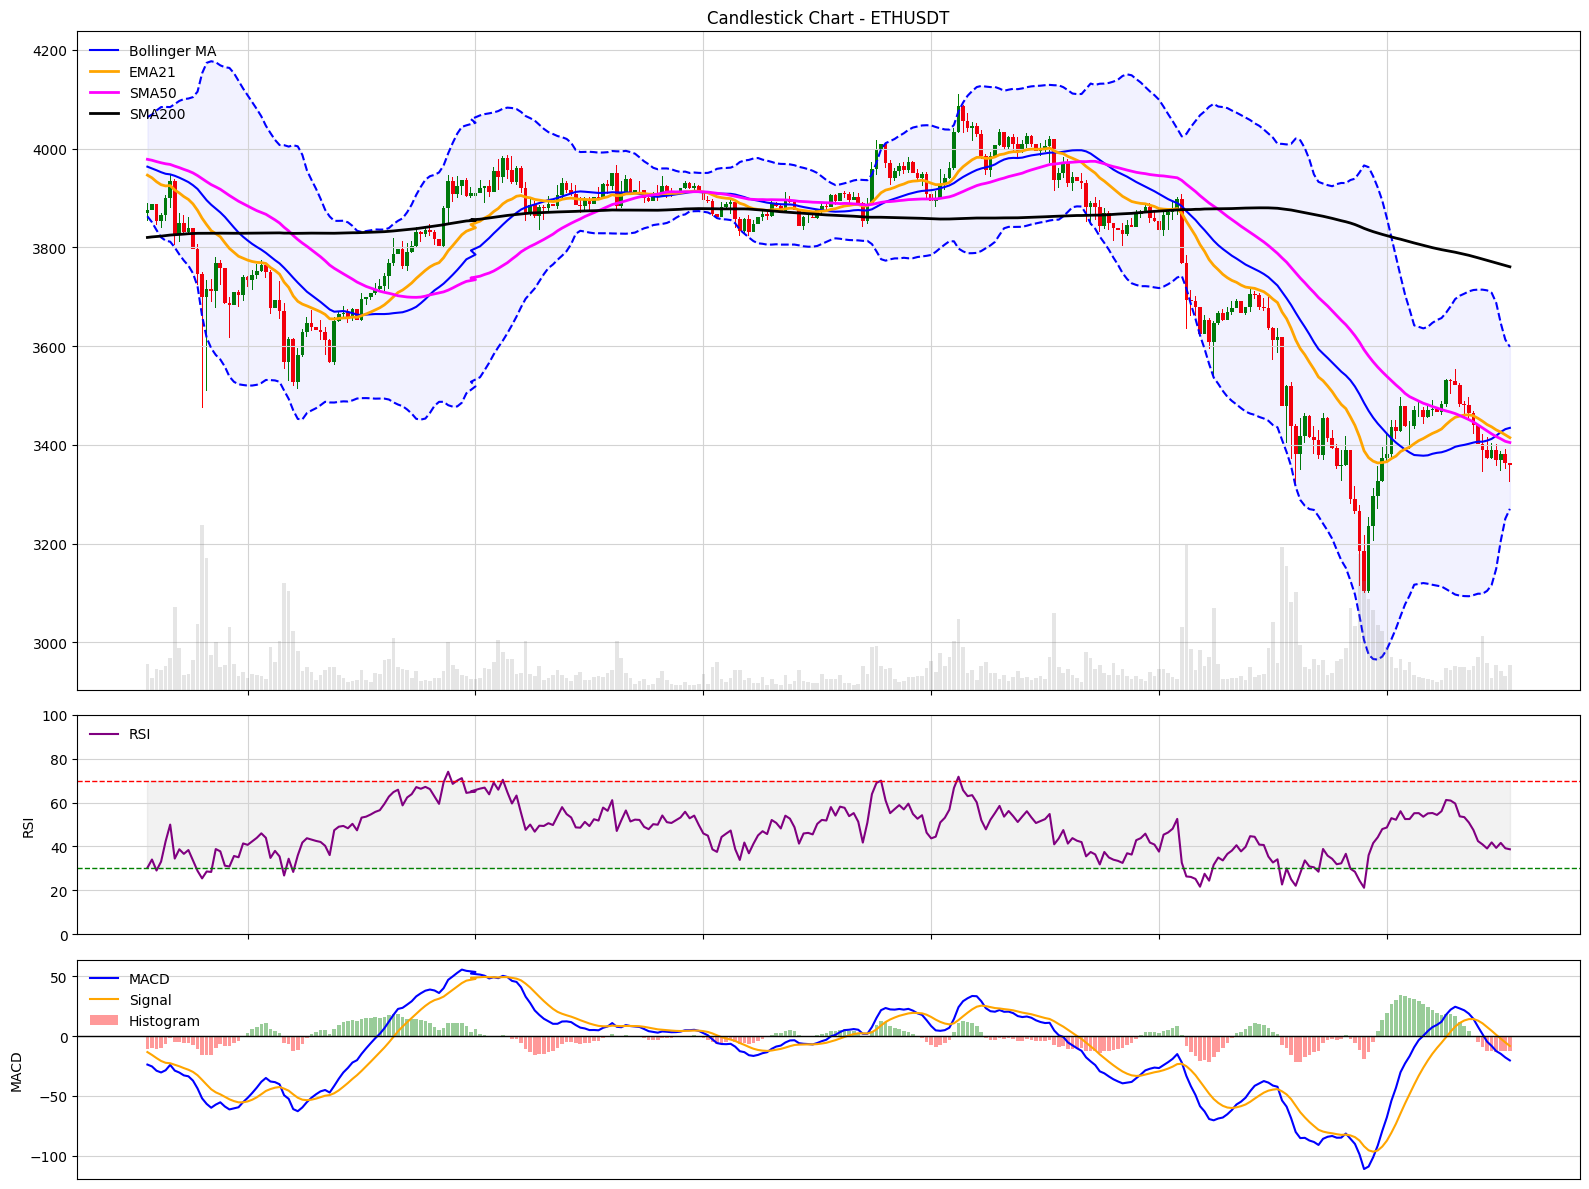 Candlestick Chart - ETHUSDT
Bollinger MA
EMA21
SMA50
SMA200
4200
4000
3800
3600
3400
3200
3000
RSI
RSI
100
80
60
40
20
0
MACD
Signal
Histogram
MACD
50
0
−50
−100